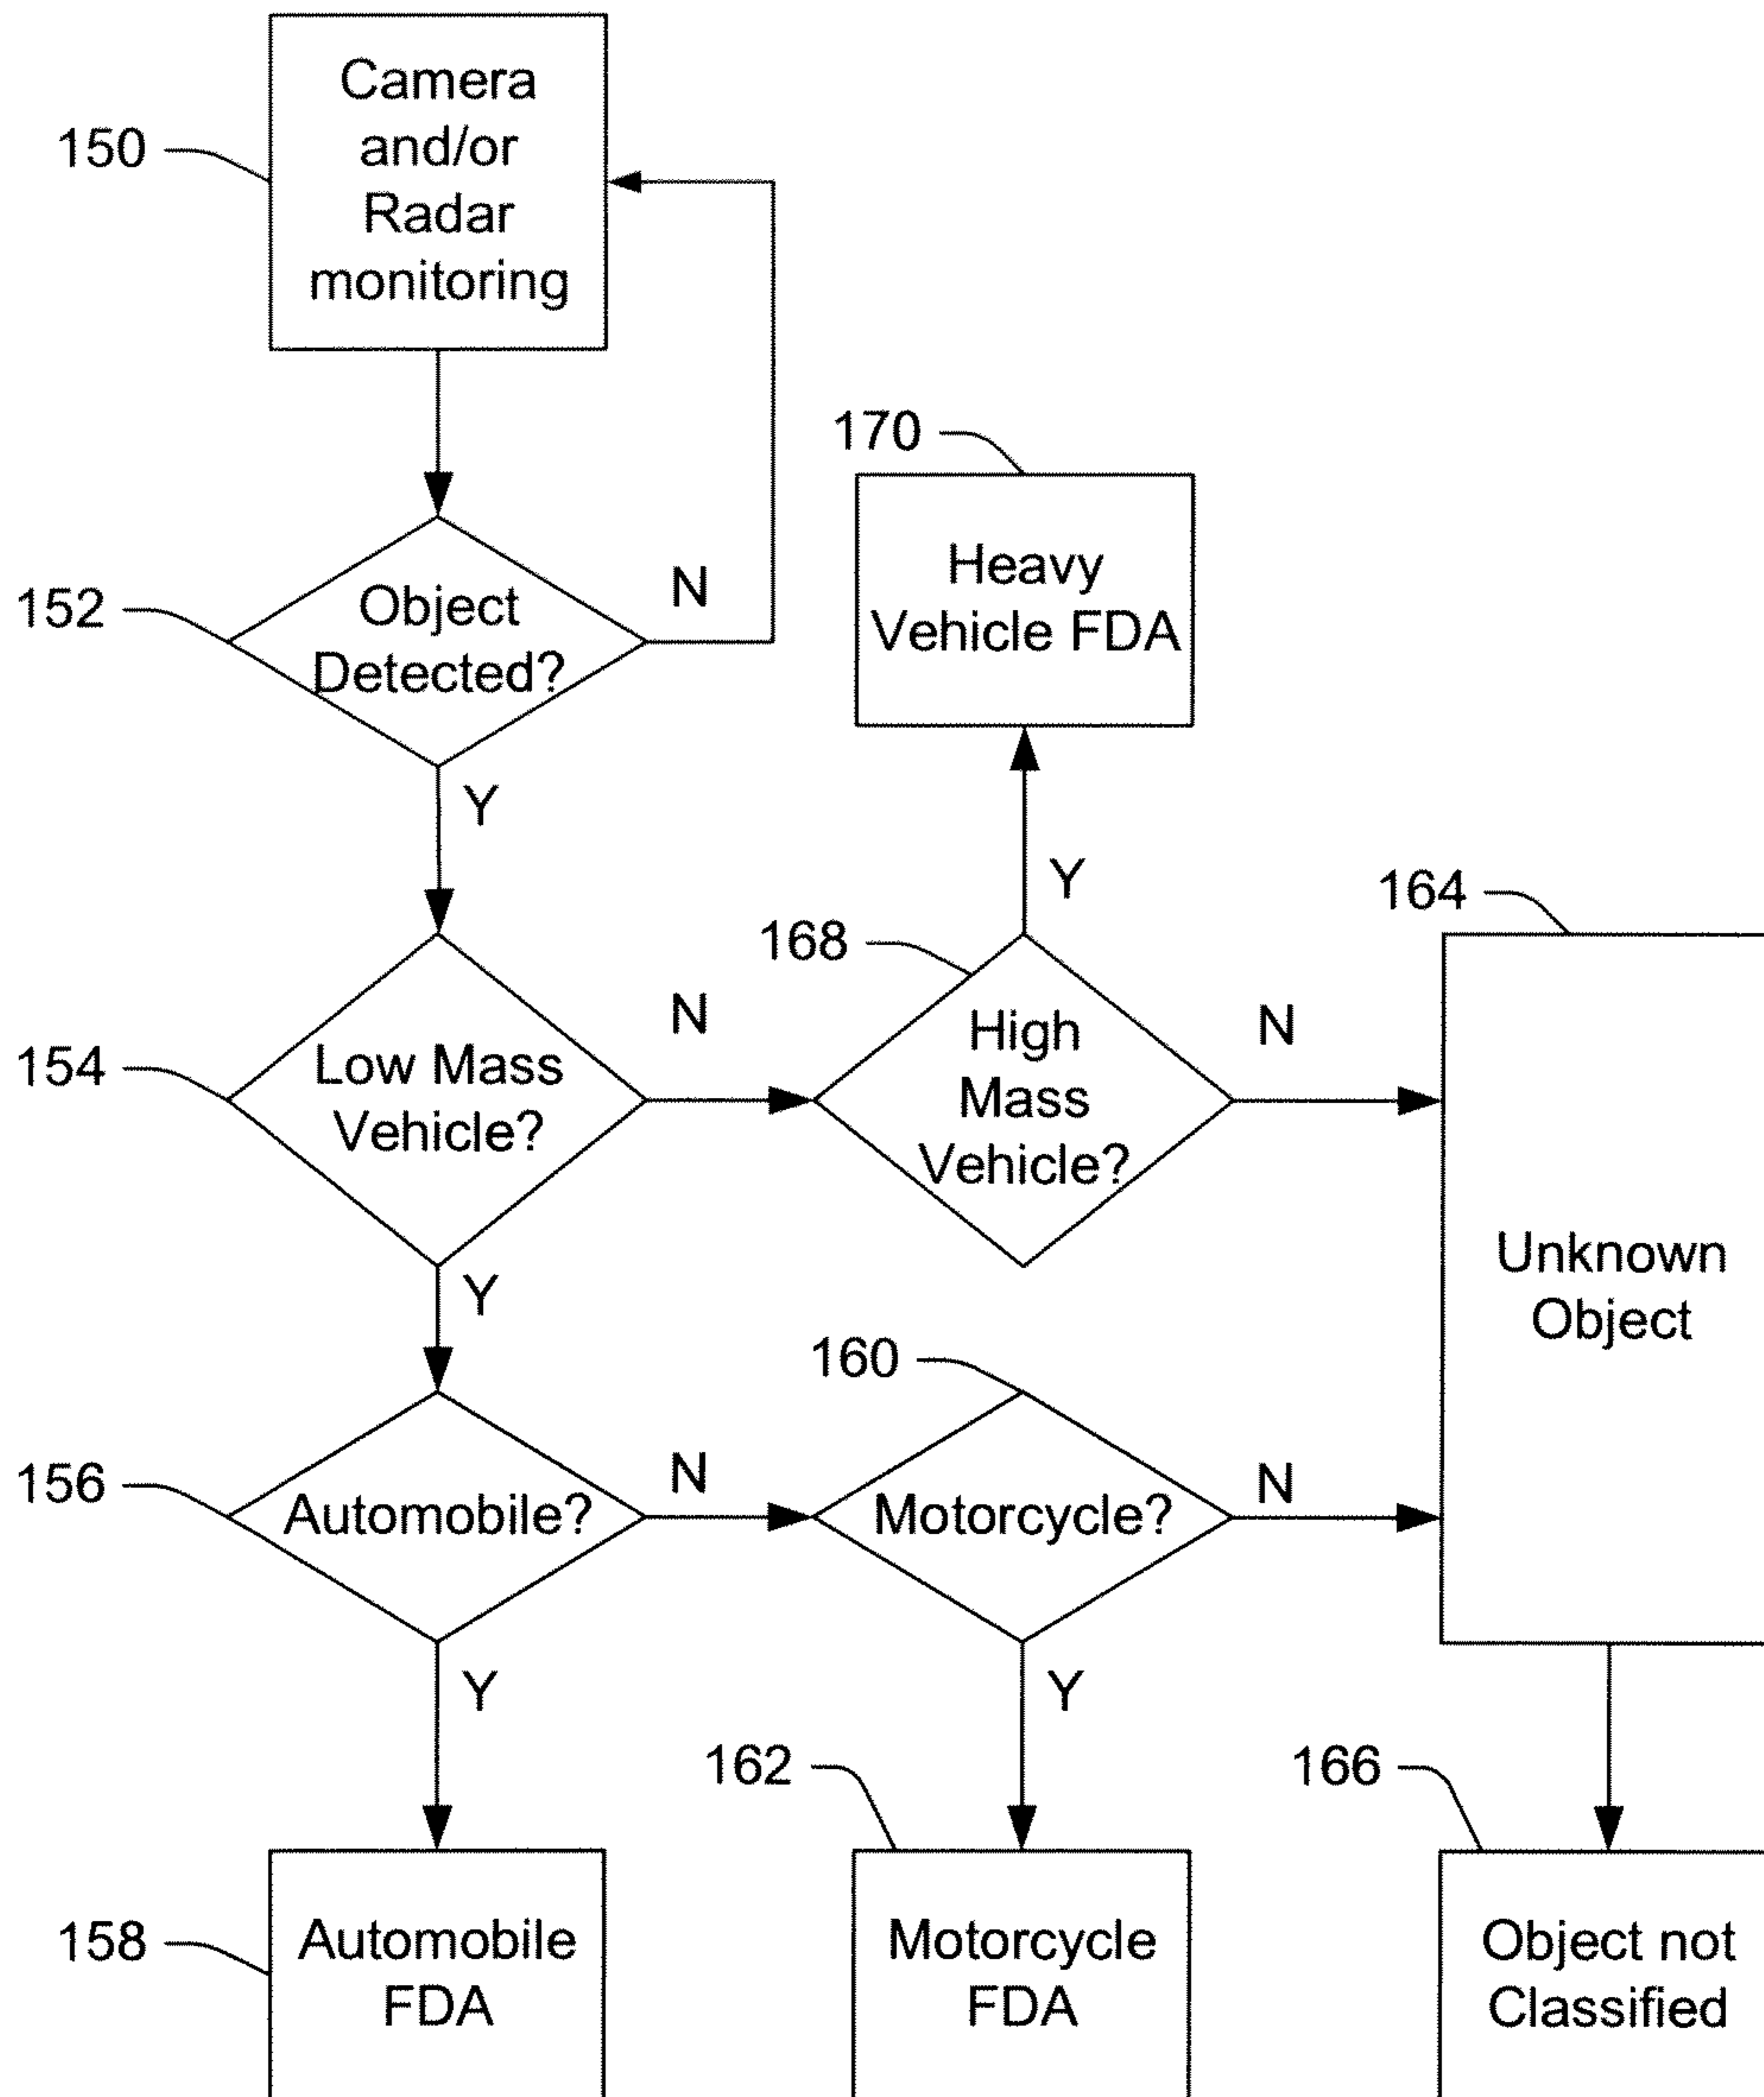 150
Camera
and/or
Radar
monitoring
152
Object
Detected?
N
Y
170
Heavy
Vehicle FDA
154
Low Mass
Vehicle?
N
Y
168
High
Mass
Vehicle?
Y
N
164
Unknown
Object
156
Automobile?
N
Y
160
Motorcycle?
N
Y
158
Automobile
FDA
162
Motorcycle
FDA
166
Object not
Classified